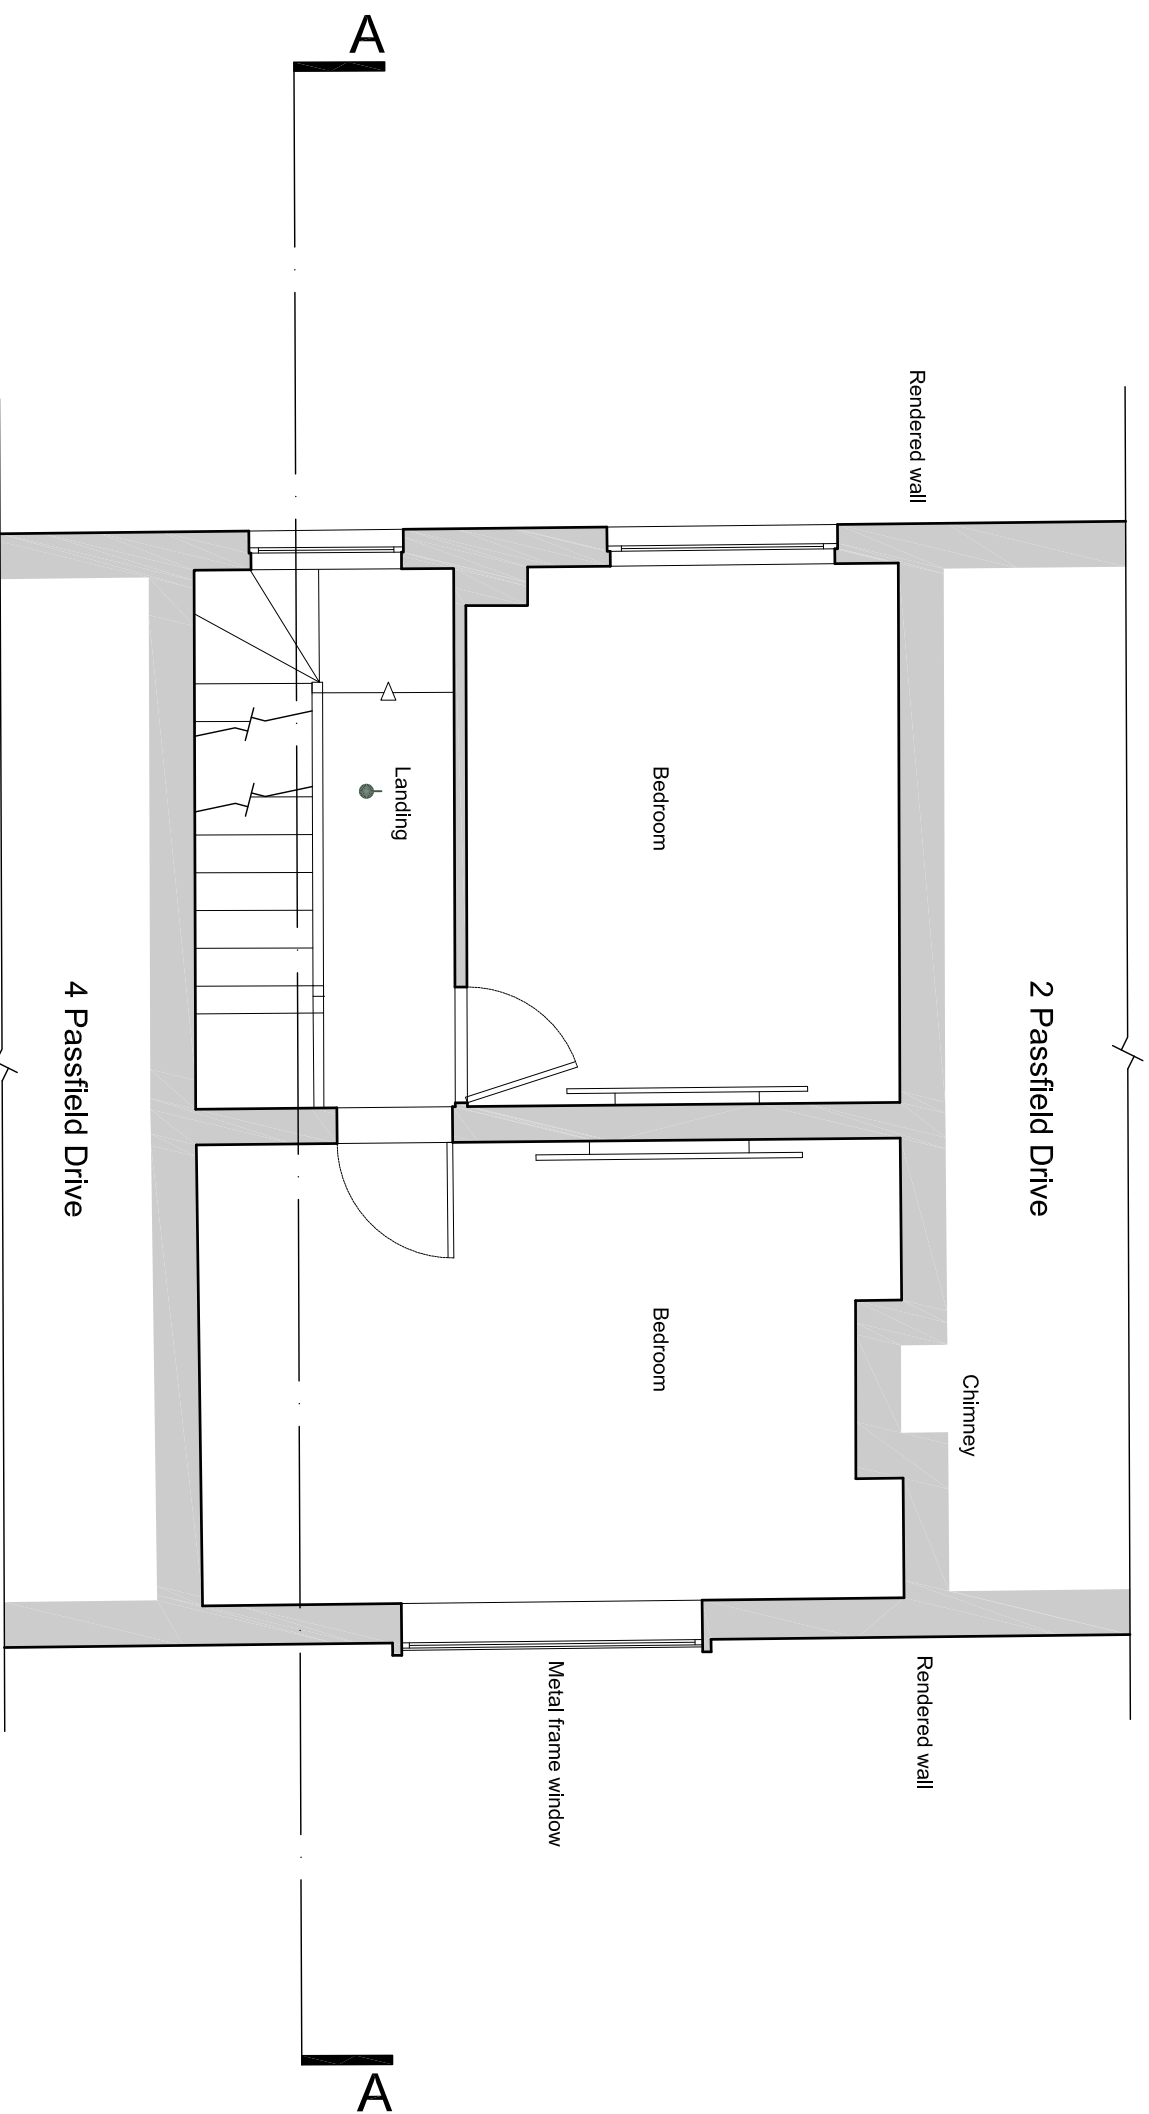 A
Rendered wall
Bedroom
Landing
2 Passfield Drive
4 Passfield Drive
Bedroom
Chimney
Rendered wall
Metal frame window
A